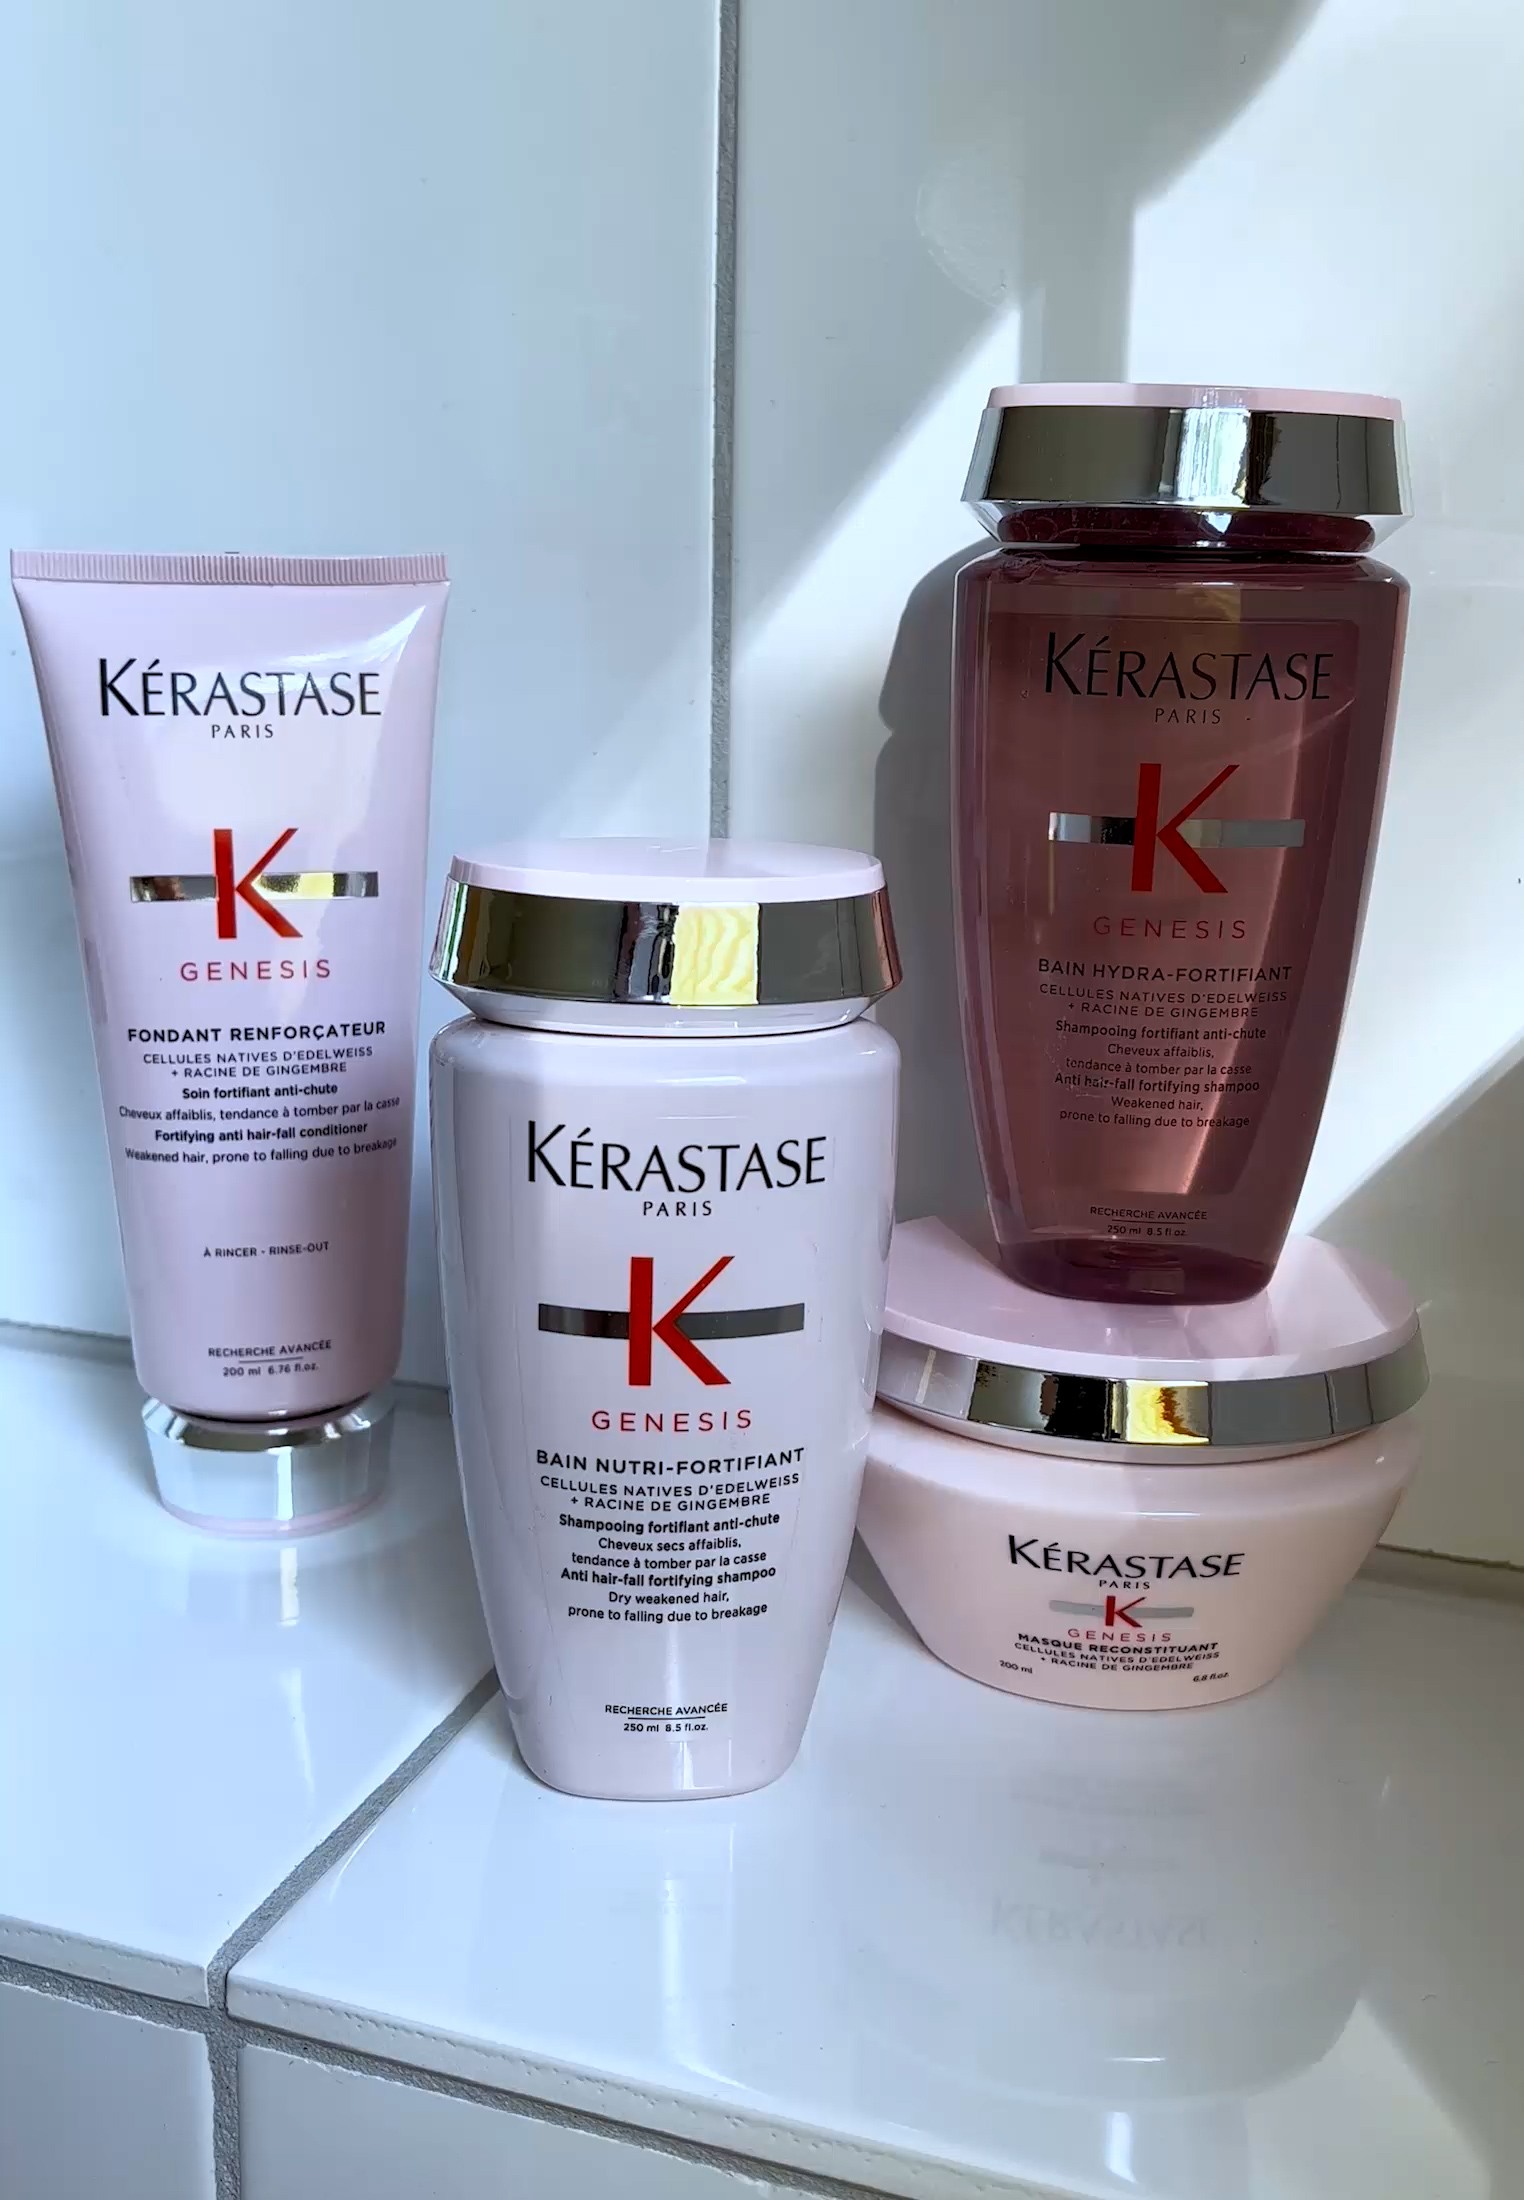 KÉRASTASE
PARIS
K
GENESIS
FONDANT RENFORÇATEUR
CELLULES NATIVES D'EDELWEISS
+ RACINE DE GINGEMBRE
Soin fortifiant anti-chute
Cheveux affaiblis, tendance à tomber par la casse
Fortifying anti hair-fall conditioner
Weakened hair, prone to falling due to breakage
À RINCER - RINSE-OUT
RECHERCHE AVANCÉE
200 ml 6.76 fl.oz.
KÉRASTASE
PARIS
K
GENESIS
BAIN NUTRI-FORTIFIANT
CELLULES NATIVES D'EDELWEISS
+ RACINE DE GINGEMBRE
Shampooing fortifiant anti-chute
Cheveux secs affaiblis,
tendance à tomber par la casse
Anti hair-fall fortifying shampoo
Dry weakened hair,
prone to falling due to breakage
RECHERCHE AVANCÉE
250 ml 8.5 fl.oz.
KÉRASTASE
PARIS
K
GENESIS
BAIN HYDRA-FORTIFIANT
CELLULES NATIVES D'EDELWEISS
+ RACINE DE GINGEMBRE
Shampooing fortifiant anti-chute
Cheveux affaiblis,
tendance à tomber par la casse
Anti hair-fall fortifying shampoo
Weakened hair,
prone to falling due to breakage
RECHERCHE AVANCÉE
250 ml 8.5 fl.oz.
KÉRASTASE
PARIS
K
GENESIS
MASQUE RECONSTITUANT
CELLULES NATIVES D'EDELWEISS
+ RACINE DE GINGEMBRE
200 ml 6.8 fl.oz.